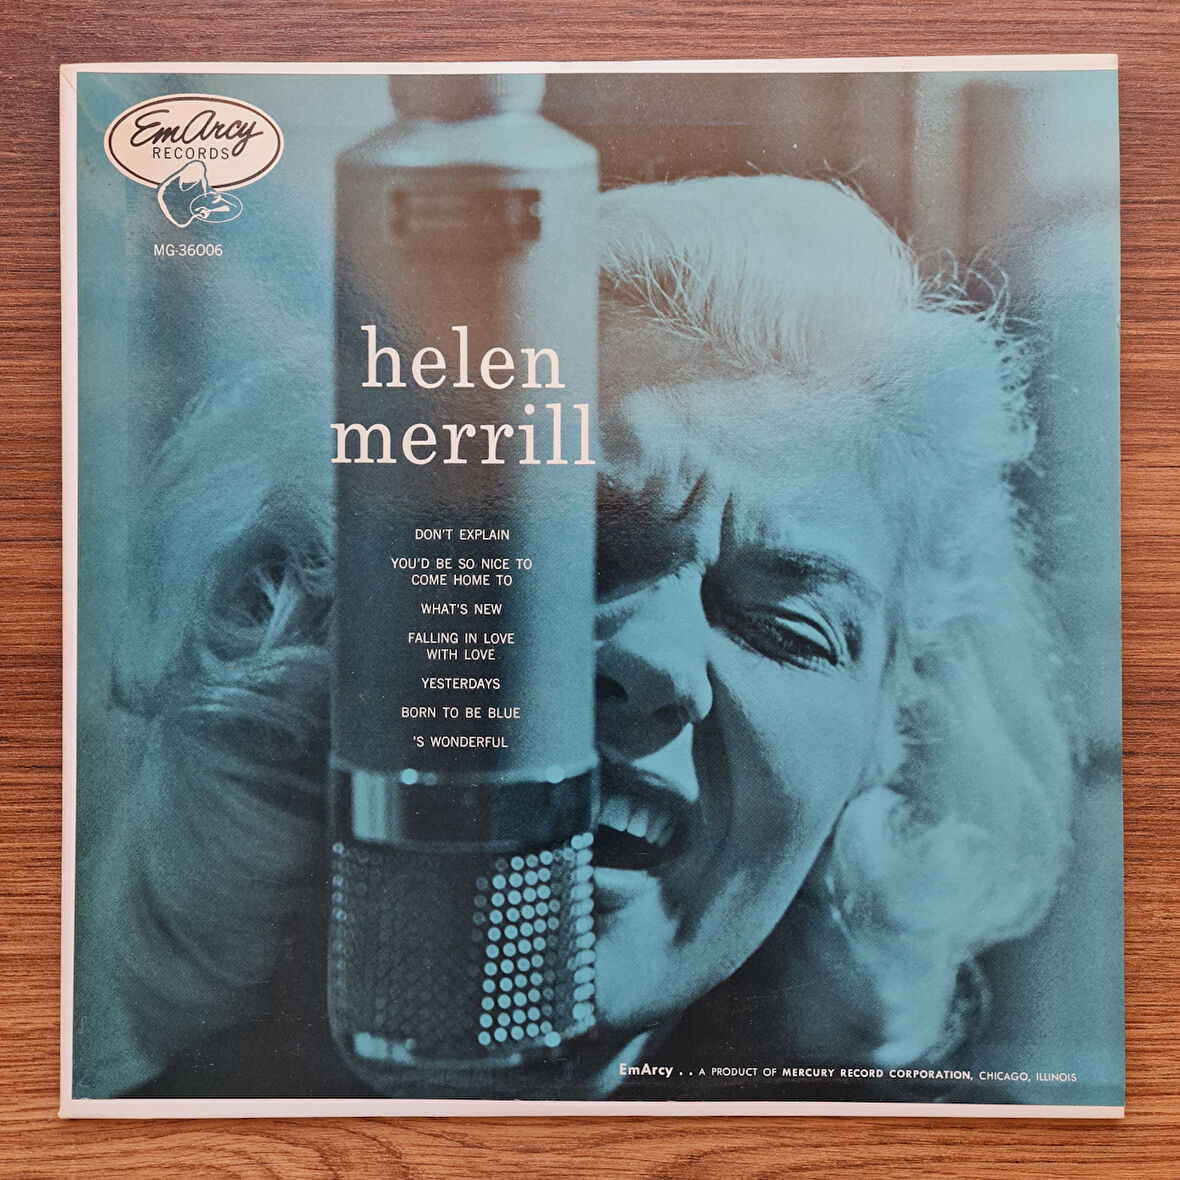 EmArcy
RECORDS
MG-36006
helen
merrill
DON'T EXPLAIN
YOU'D BE SO NICE TO
COME HOME TO
WHAT'S NEW
FALLING IN LOVE
WITH LOVE
YESTERDAYS
BORN TO BE BLUE
'S WONDERFUL
EmArcy . . A PRODUCT OF MERCURY RECORD CORPORATION, CHICAGO, ILLINOIS